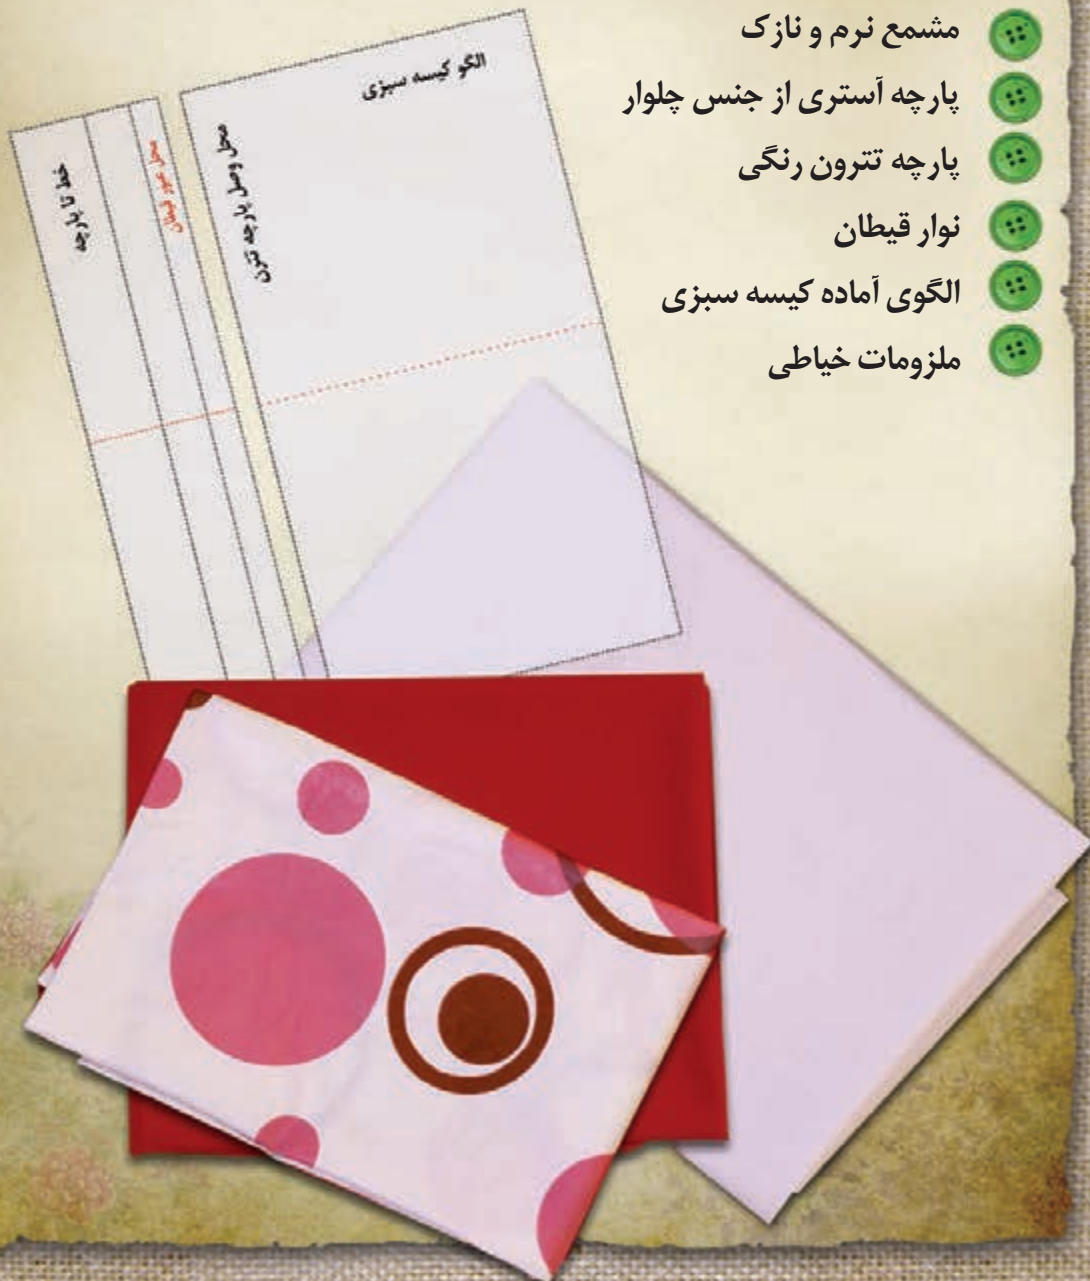 مشمع نرم و نازک
پارچه آستری از جنس چلوار
پارچه تترون رنگی
نوار قیطان
الگوی آماده کیسه سبزی
ملزومات خیاطی
الگو کیسه سبزی
محل وصل پارچه تترن
محل عبور قیطان
خط تا پارچه